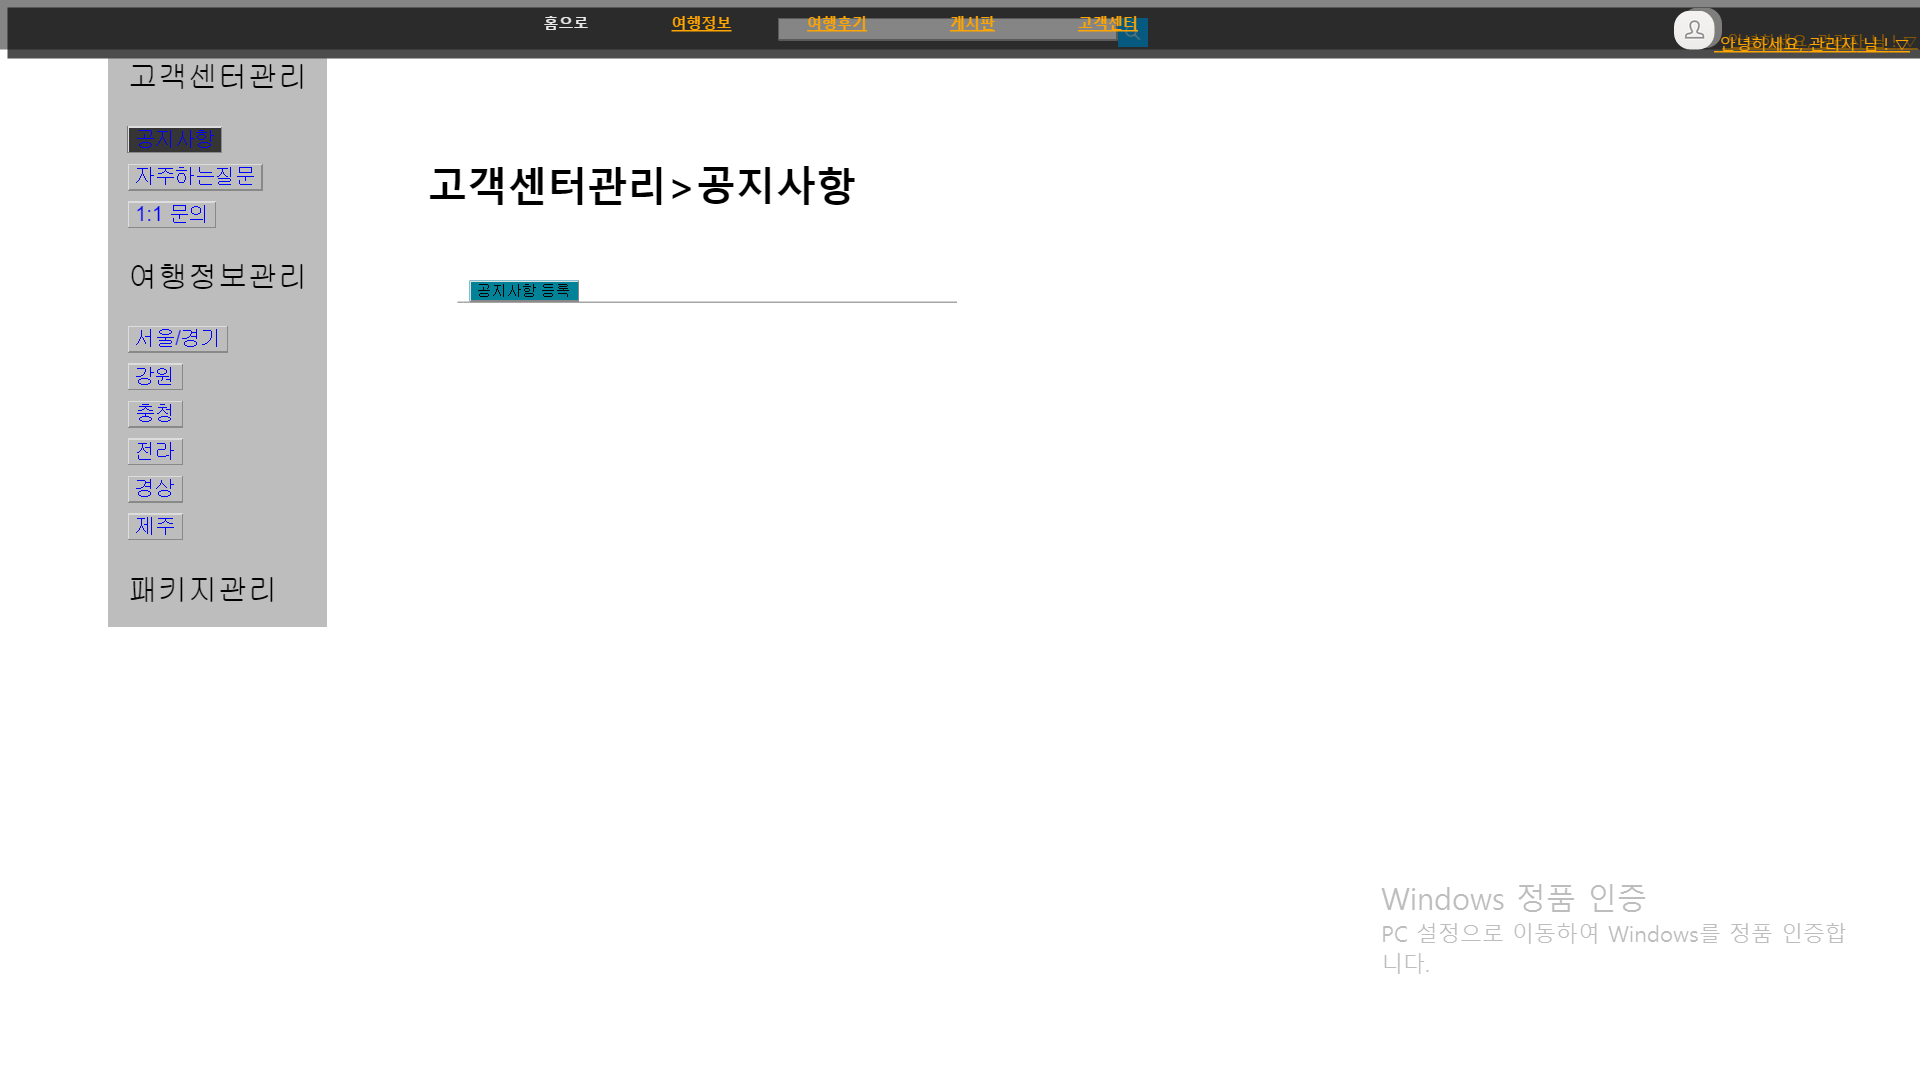 홈으로 여행정보 여행후기 게시판 고객센터
안녕하세요, 관리자 님 ! ▽
고객센터관리
공지사항
자주하는질문
1:1 문의
여행정보관리
서울/경기
강원
충청
전라
경상
제주
패키지관리
고객센터관리>공지사항
공지사항 등록
Windows 정품 인증
PC 설정으로 이동하여 Windows를 정품 인증합
니다.